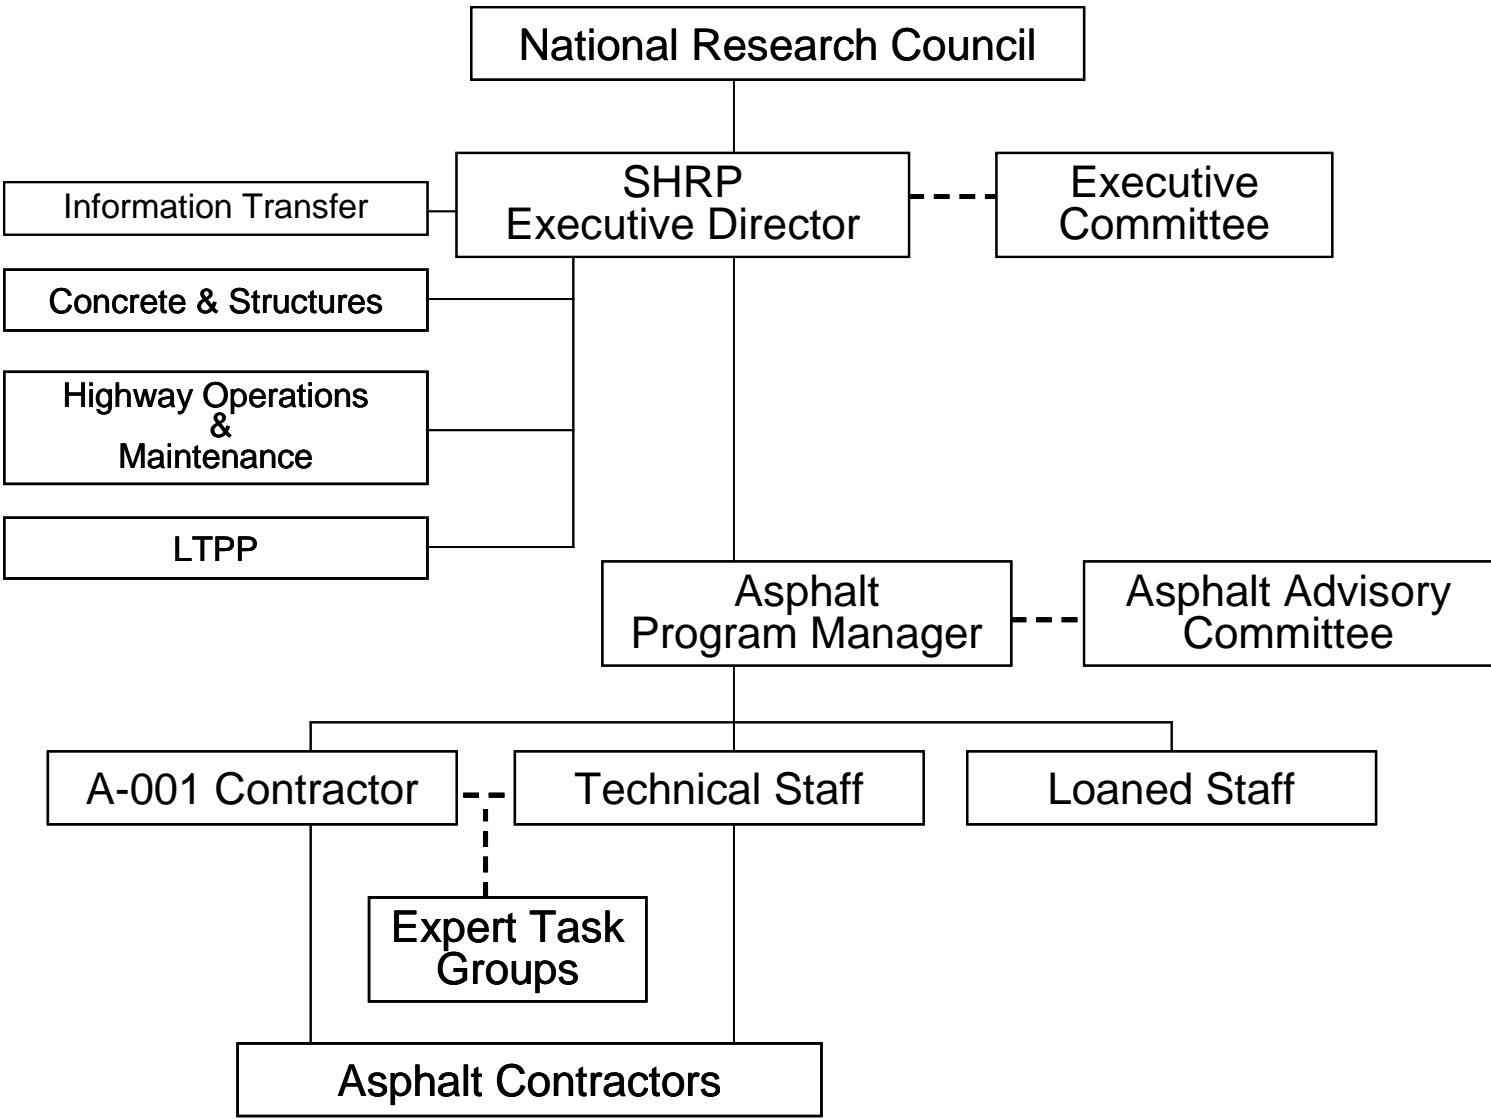 National Research Council
SHRP
Executive Director
Executive
Committee
Information Transfer
Concrete & Structures
Highway Operations
&
Maintenance
LTPP
Asphalt
Program Manager
Asphalt Advisory
Committee
A-001 Contractor
Technical Staff
Loaned Staff
Expert Task
Groups
Asphalt Contractors